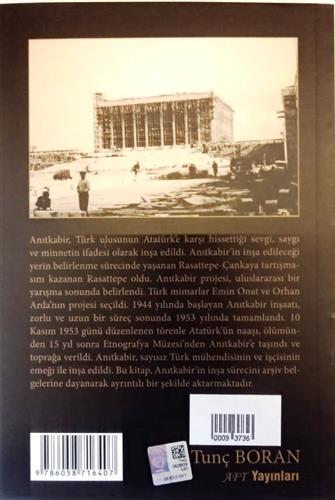 Anıtkabir, Türk ulusunun Atatürk'e karşı hissettiği sevgi, saygı
ve minnetin ifadesi olarak inşa edildi. Anıtkabir'in inşa edileceği
yerin belirlenme sürecinde yaşanan Rasattepe-Çankaya tartışma-
sını kazanan Rasattepe oldu. Anıtkabir projesi, uluslararası bir
yarışma sonunda belirlendi. Türk mimarlar Emin Onat ve Orhan
Arda'nın projesi seçildi. 1944 yılında başlayan Anıtkabir inşaatı,
zorlu ve uzun bir süreç sonunda 1953 yılında tamamlandı. 10
Kasım 1953 günü düzenlenen törenle Atatürk'ün naaşı, ölümün-
den 15 yıl sonra Etnografya Müzesi'nden Anıtkabir'e taşındı ve
toprağa verildi. Anıtkabir, sayısız Türk mühendisinin ve işçisinin
emeği ile inşa edildi. Bu kitap, Anıtkabir'in inşa sürecini arşiv bel-
gelerine dayanarak ayrıntılı bir şekilde aktarmaktadır.
0009 3736
Tunç BORAN
AFT Yayınları
9 786058 716407